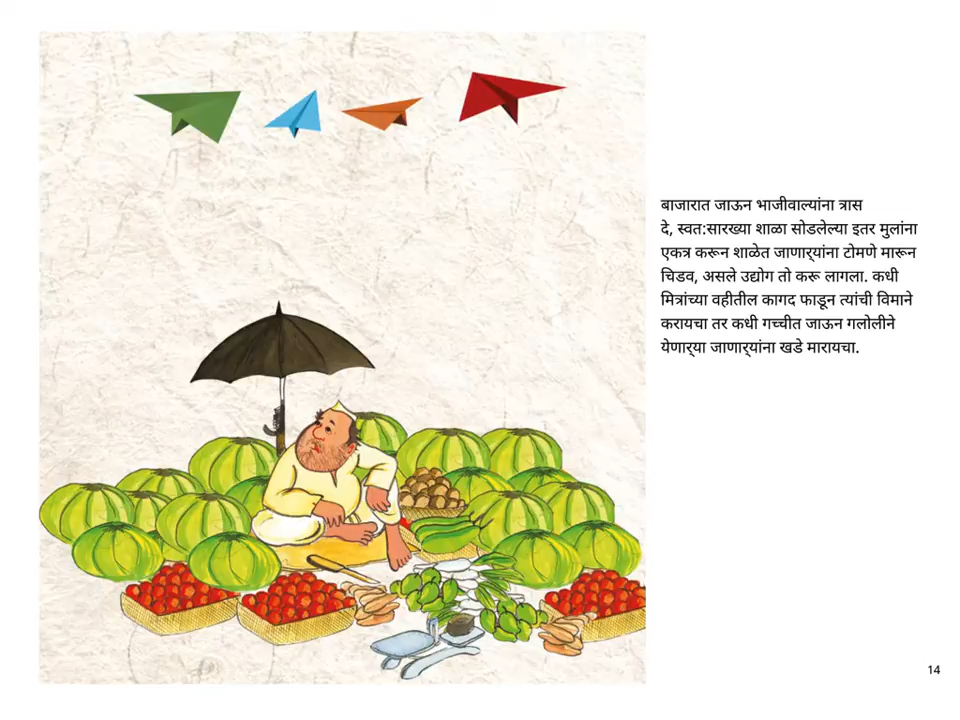 बाजारात जाऊन भाजीवाल्यांना त्रास
दे, स्वत:सारख्या शाळा सोडलेल्या इतर मुलांना
एकत्र करून शाळेत जाणाऱ्यांना टोमणे मारून
चिडव, असले उद्योग तो करू लागला. कधी
मित्रांच्या वहीतील कागद फाडून त्यांची विमाने
करायचा तर कधी गच्चीत जाऊन गलोलीने
येणाऱ्या जाणाऱ्यांना खडे मारायचा.
14